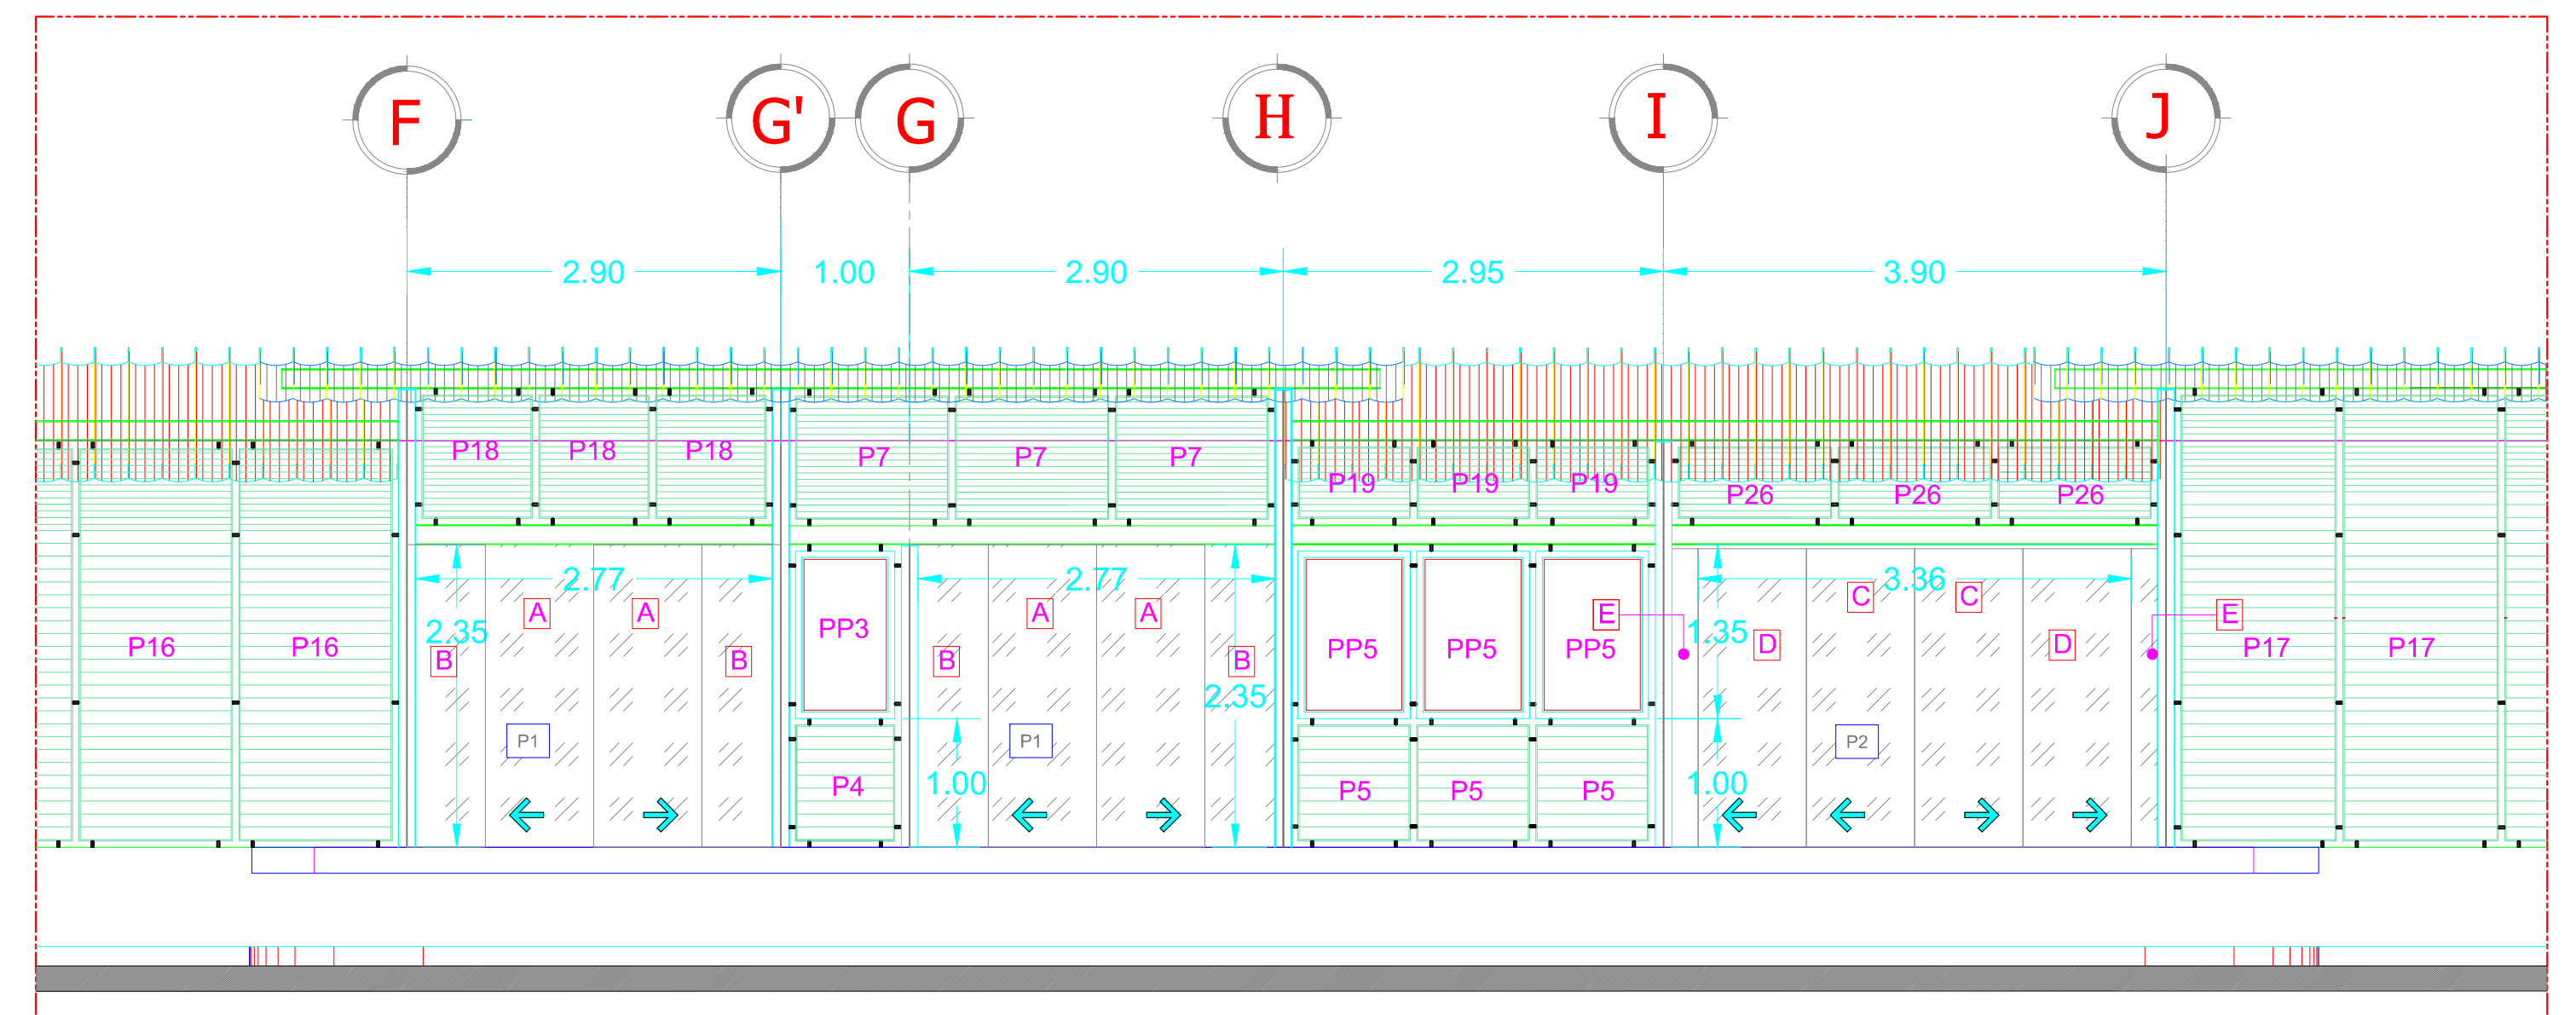 F G' G H I J
2.90 1.00 2.90 2.95 3.90
P18 P18 P18 P7 P7 P7 P19 P19 P19 P26 P26 P26
2.77 2.77 3.36
A A A A E C C E
2.35 PP3 1.35
P16 P16 B B B B PP5 PP5 PP5 D D P17 P17
2.35
P1 P1 P2
P4 1.00 P5 P5 P5 1.00